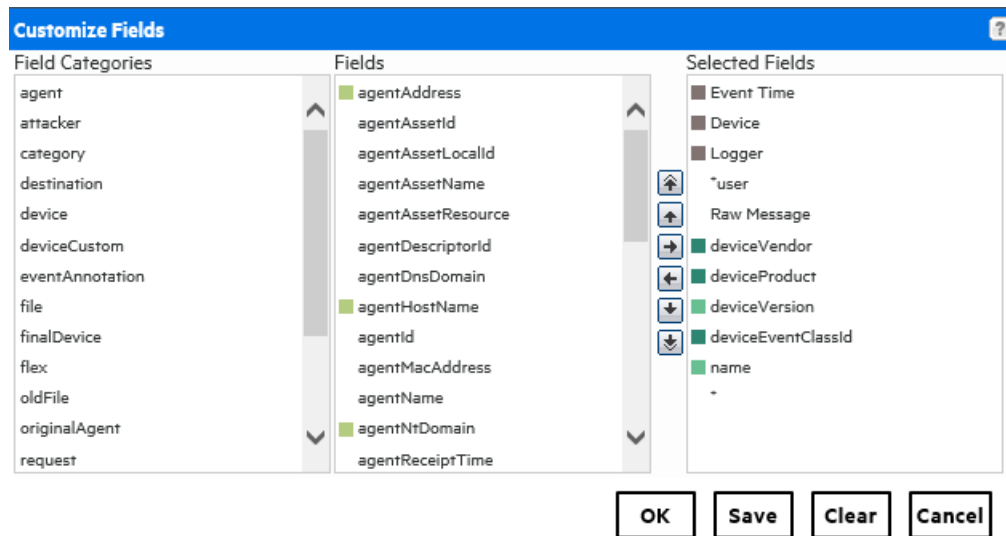 Customize Fields
?
Field Categories
agent
attacker
category
destination
device
deviceCustom
eventAnnotation
file
finalDevice
flex
oldFile
originalAgent
request
Fields
agentAddress
agentAssetId
agentAssetLocalId
agentAssetName
agentAssetResource
agentDescriptorId
agentDnsDomain
agentHostName
agentId
agentMacAddress
agentName
agentNtDomain
agentReceiptTime
Selected Fields
Event Time
Device
Logger
*user
Raw Message
deviceVendor
deviceProduct
deviceVersion
deviceEventClassId
name
*
OK
Save
Clear
Cancel